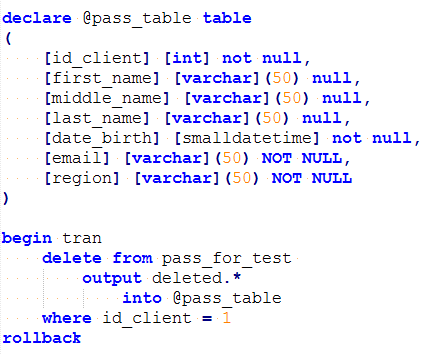 declare @pass_table table
(
[id_client] [int] not null,
[first_name] [varchar](50) null,
[middle_name] [varchar](50) null,
[last_name] [varchar](50) null,
[date_birth] [smalldatetime] not null,
[email] [varchar](50) NOT NULL,
[region] [varchar](50) NOT NULL
)
begin tran
delete from pass_for_test
output deleted.*
into @pass_table
where id_client = 1
rollback